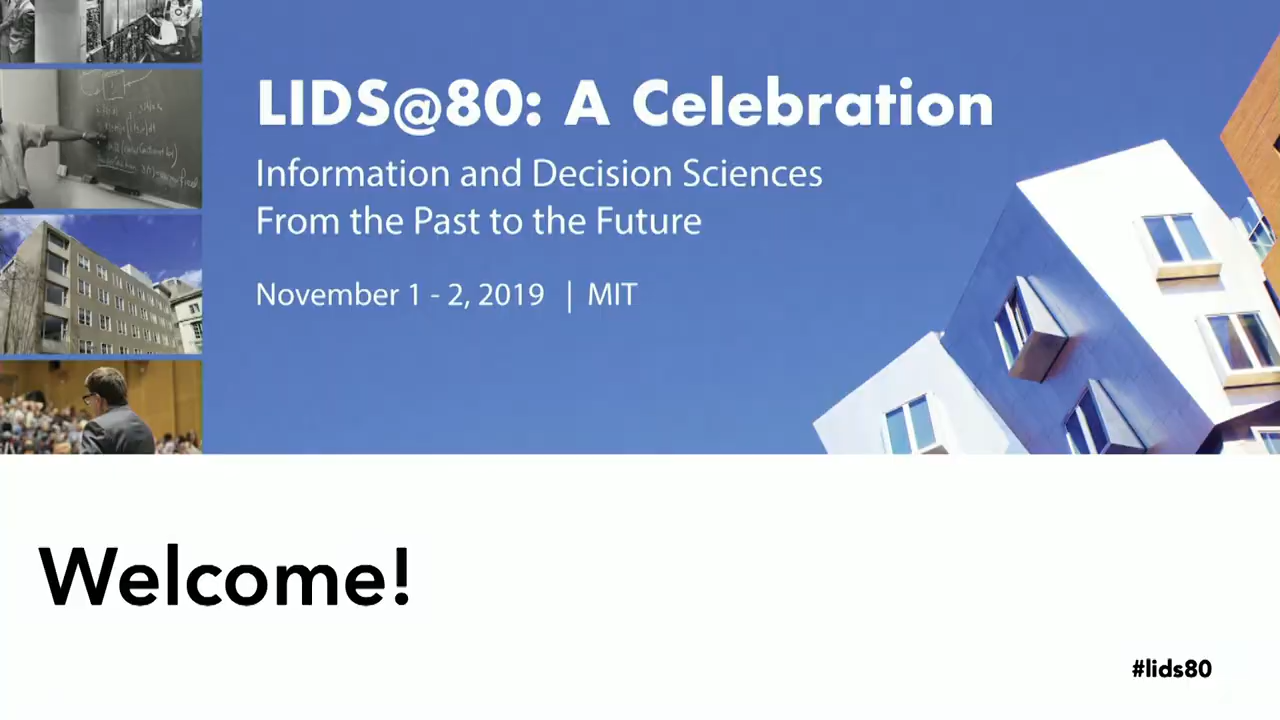 LIDS@80: A Celebration
Information and Decision Sciences
From the Past to the Future
November 1 - 2, 2019 | MIT
Welcome!
#lids80